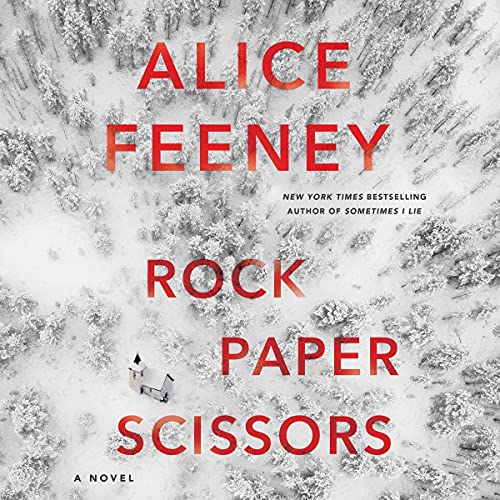 ALICE
FEENEY
NEW YORK TIMES BESTSELLING
AUTHOR OF SOMETIMES I LIE
ROCK
PAPER
SCISSORS
A NOVEL